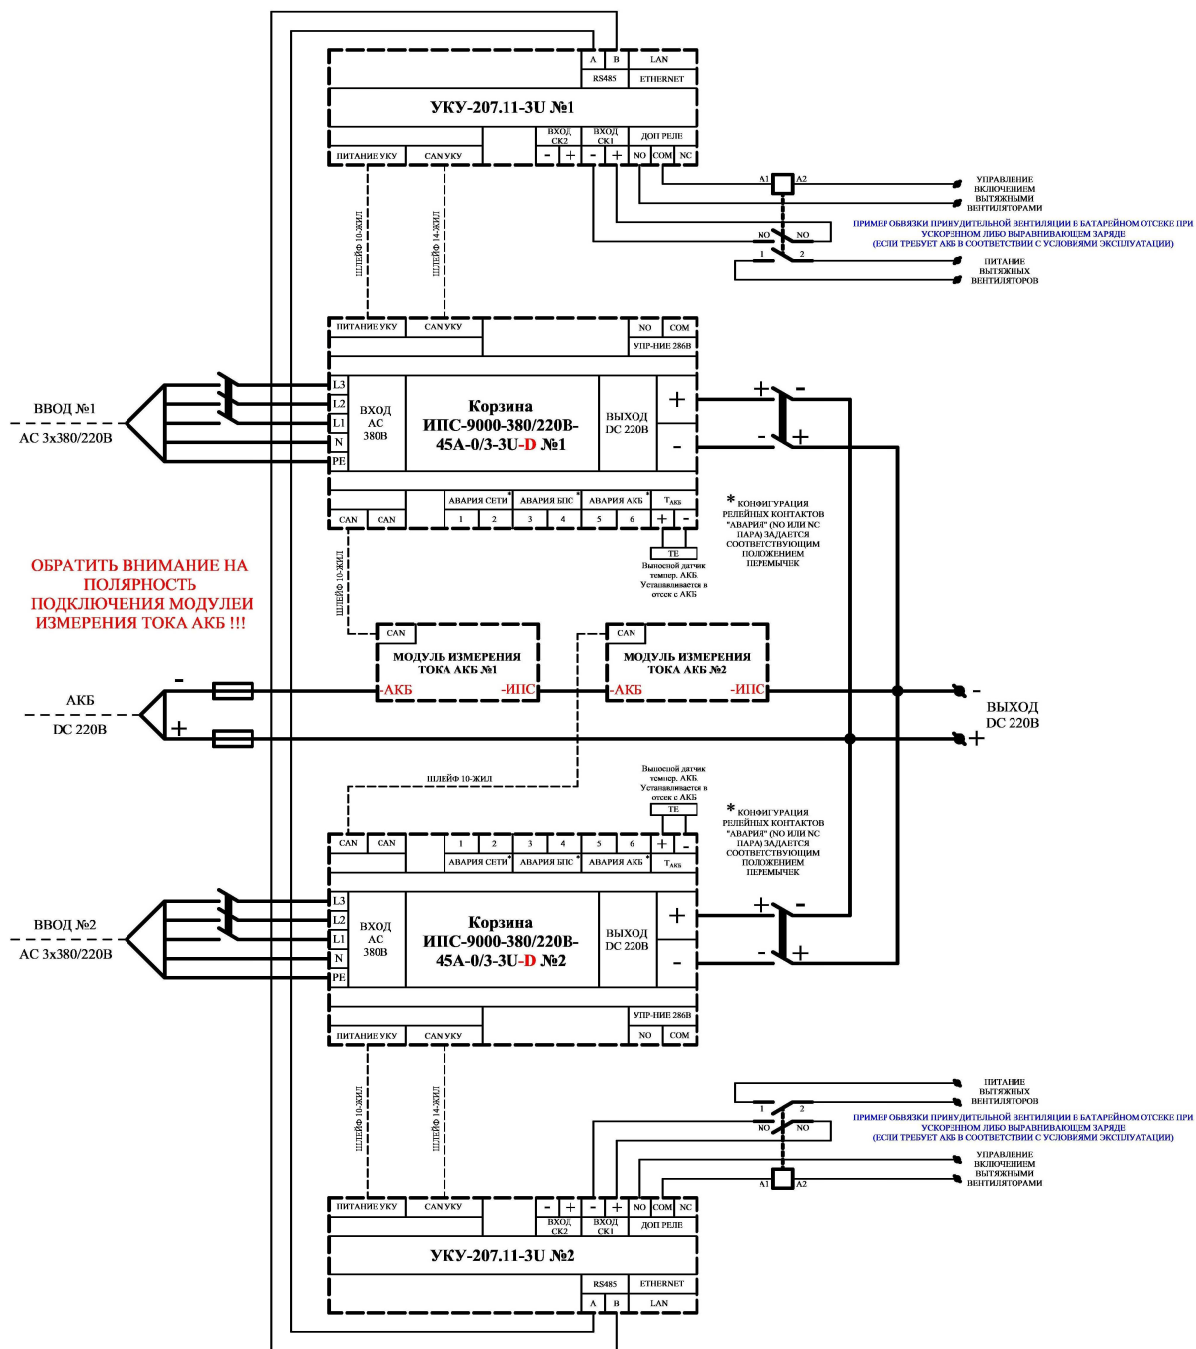 A B LAN
RS485 ETHERNET
УКУ-207.11-3U №1
ВХОД СК2 ВХОД СК1 ДОП РЕЛЕ
ПИТАНИЕ УКУ CAN УКУ - + - + NO COM NC
A1 A2
УПРАВЛЕНИЕ
ВКЛЮЧЕНИЕМ
ВЫТЯЖНЫМИ
ВЕНТИЛЯТОРАМИ
ШЛЕЙФ 10-ЖИЛ
ШЛЕЙФ 14-ЖИЛ
ПРИМЕР ОБВЯЗКИ ПРИНУДИТЕЛЬНОЙ ВЕНТИЛЯЦИИ В БАТАРЕЙНОМ ОТСЕКЕ ПРИ
УСКОРЕННОМ ЛИБО ВЫРАВНИВАЮЩЕМ ЗАРЯДЕ
(ЕСЛИ ТРЕБУЕТ АКБ В СООТВЕТСТВИИ С УСЛОВИЯМИ ЭКСПЛУАТАЦИИ)
NO NO
1 2
ПИТАНИЕ
ВЫТЯЖНЫХ
ВЕНТИЛЯТОРОВ
ПИТАНИЕ УКУ CAN УКУ NO COM
УПР-НИЕ 286В
ВВОД №1
AC 3x380/220В
L3
L2
L1
N
PE
ВХОД
AC
380В
Корзина
ИПС-9000-380/220В-
45А-0/3-3U-D №1
ВЫХОД
DC 220В
+
-
+ -
- +
АВАРИЯ СЕТИ* АВАРИЯ БПС* АВАРИЯ АКБ* TАКБ
CAN CAN 1 2 3 4 5 6 + -
TE
Выносной датчик
темпер. АКБ.
Устанавливается в
отсек с АКБ
* КОНФИГУРАЦИЯ
РЕЛЕЙНЫХ КОНТАКТОВ
"АВАРИЯ" (NO ИЛИ NC
ПАРА) ЗАДАЕТСЯ
СООТВЕТСТВУЮЩИМ
ПОЛОЖЕНИЕМ
ПЕРЕМЫЧЕК
ШЛЕЙФ 10-ЖИЛ
ОБРАТИТЬ ВНИМАНИЕ НА
ПОЛЯРНОСТЬ
ПОДКЛЮЧЕНИЯ МОДУЛЕЙ
ИЗМЕРЕНИЯ ТОКА АКБ !!!
CAN
МОДУЛЬ ИЗМЕРЕНИЯ
ТОКА АКБ №1
-АКБ -ИПС
CAN
МОДУЛЬ ИЗМЕРЕНИЯ
ТОКА АКБ №2
-АКБ -ИПС
АКБ
DC 220В
-
+
-
ВЫХОД
DC 220В
+
ШЛЕЙФ 10-ЖИЛ
Выносной датчик
темпер. АКБ.
Устанавливается в
отсек с АКБ
TE
* КОНФИГУРАЦИЯ
РЕЛЕЙНЫХ КОНТАКТОВ
"АВАРИЯ" (NO ИЛИ NC
ПАРА) ЗАДАЕТСЯ
СООТВЕТСТВУЮЩИМ
ПОЛОЖЕНИЕМ
ПЕРЕМЫЧЕК
CAN CAN 1 2 3 4 5 6 + -
АВАРИЯ СЕТИ* АВАРИЯ БПС* АВАРИЯ АКБ* TАКБ
ВВОД №2
AC 3x380/220В
L3
L2
L1
N
PE
ВХОД
AC
380В
Корзина
ИПС-9000-380/220В-
45А-0/3-3U-D №2
ВЫХОД
DC 220В
+
-
+ -
- +
УПР-НИЕ 286В
ПИТАНИЕ УКУ CAN УКУ NO COM
ШЛЕЙФ 10-ЖИЛ
ШЛЕЙФ 14-ЖИЛ
ПИТАНИЕ
ВЫТЯЖНЫХ
ВЕНТИЛЯТОРОВ
1 2
NO NO
ПРИМЕР ОБВЯЗКИ ПРИНУДИТЕЛЬНОЙ ВЕНТИЛЯЦИИ В БАТАРЕЙНОМ ОТСЕКЕ ПРИ
УСКОРЕННОМ ЛИБО ВЫРАВНИВАЮЩЕМ ЗАРЯДЕ
(ЕСЛИ ТРЕБУЕТ АКБ В СООТВЕТСТВИИ С УСЛОВИЯМИ ЭКСПЛУАТАЦИИ)
УПРАВЛЕНИЕ
ВКЛЮЧЕНИЕМ
ВЫТЯЖНЫМИ
ВЕНТИЛЯТОРАМИ
A1 A2
ПИТАНИЕ УКУ CAN УКУ - + - + NO COM NC
ВХОД СК2 ВХОД СК1 ДОП РЕЛЕ
УКУ-207.11-3U №2
RS485 ETHERNET
A B LAN